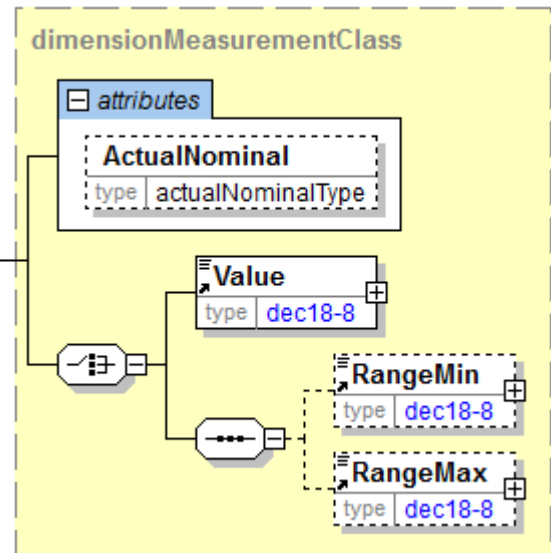 dimensionMeasurementClass
attributes
ActualNominal
type actualNominalType
Value
type dec18-8
RangeMin
type dec18-8
RangeMax
type dec18-8